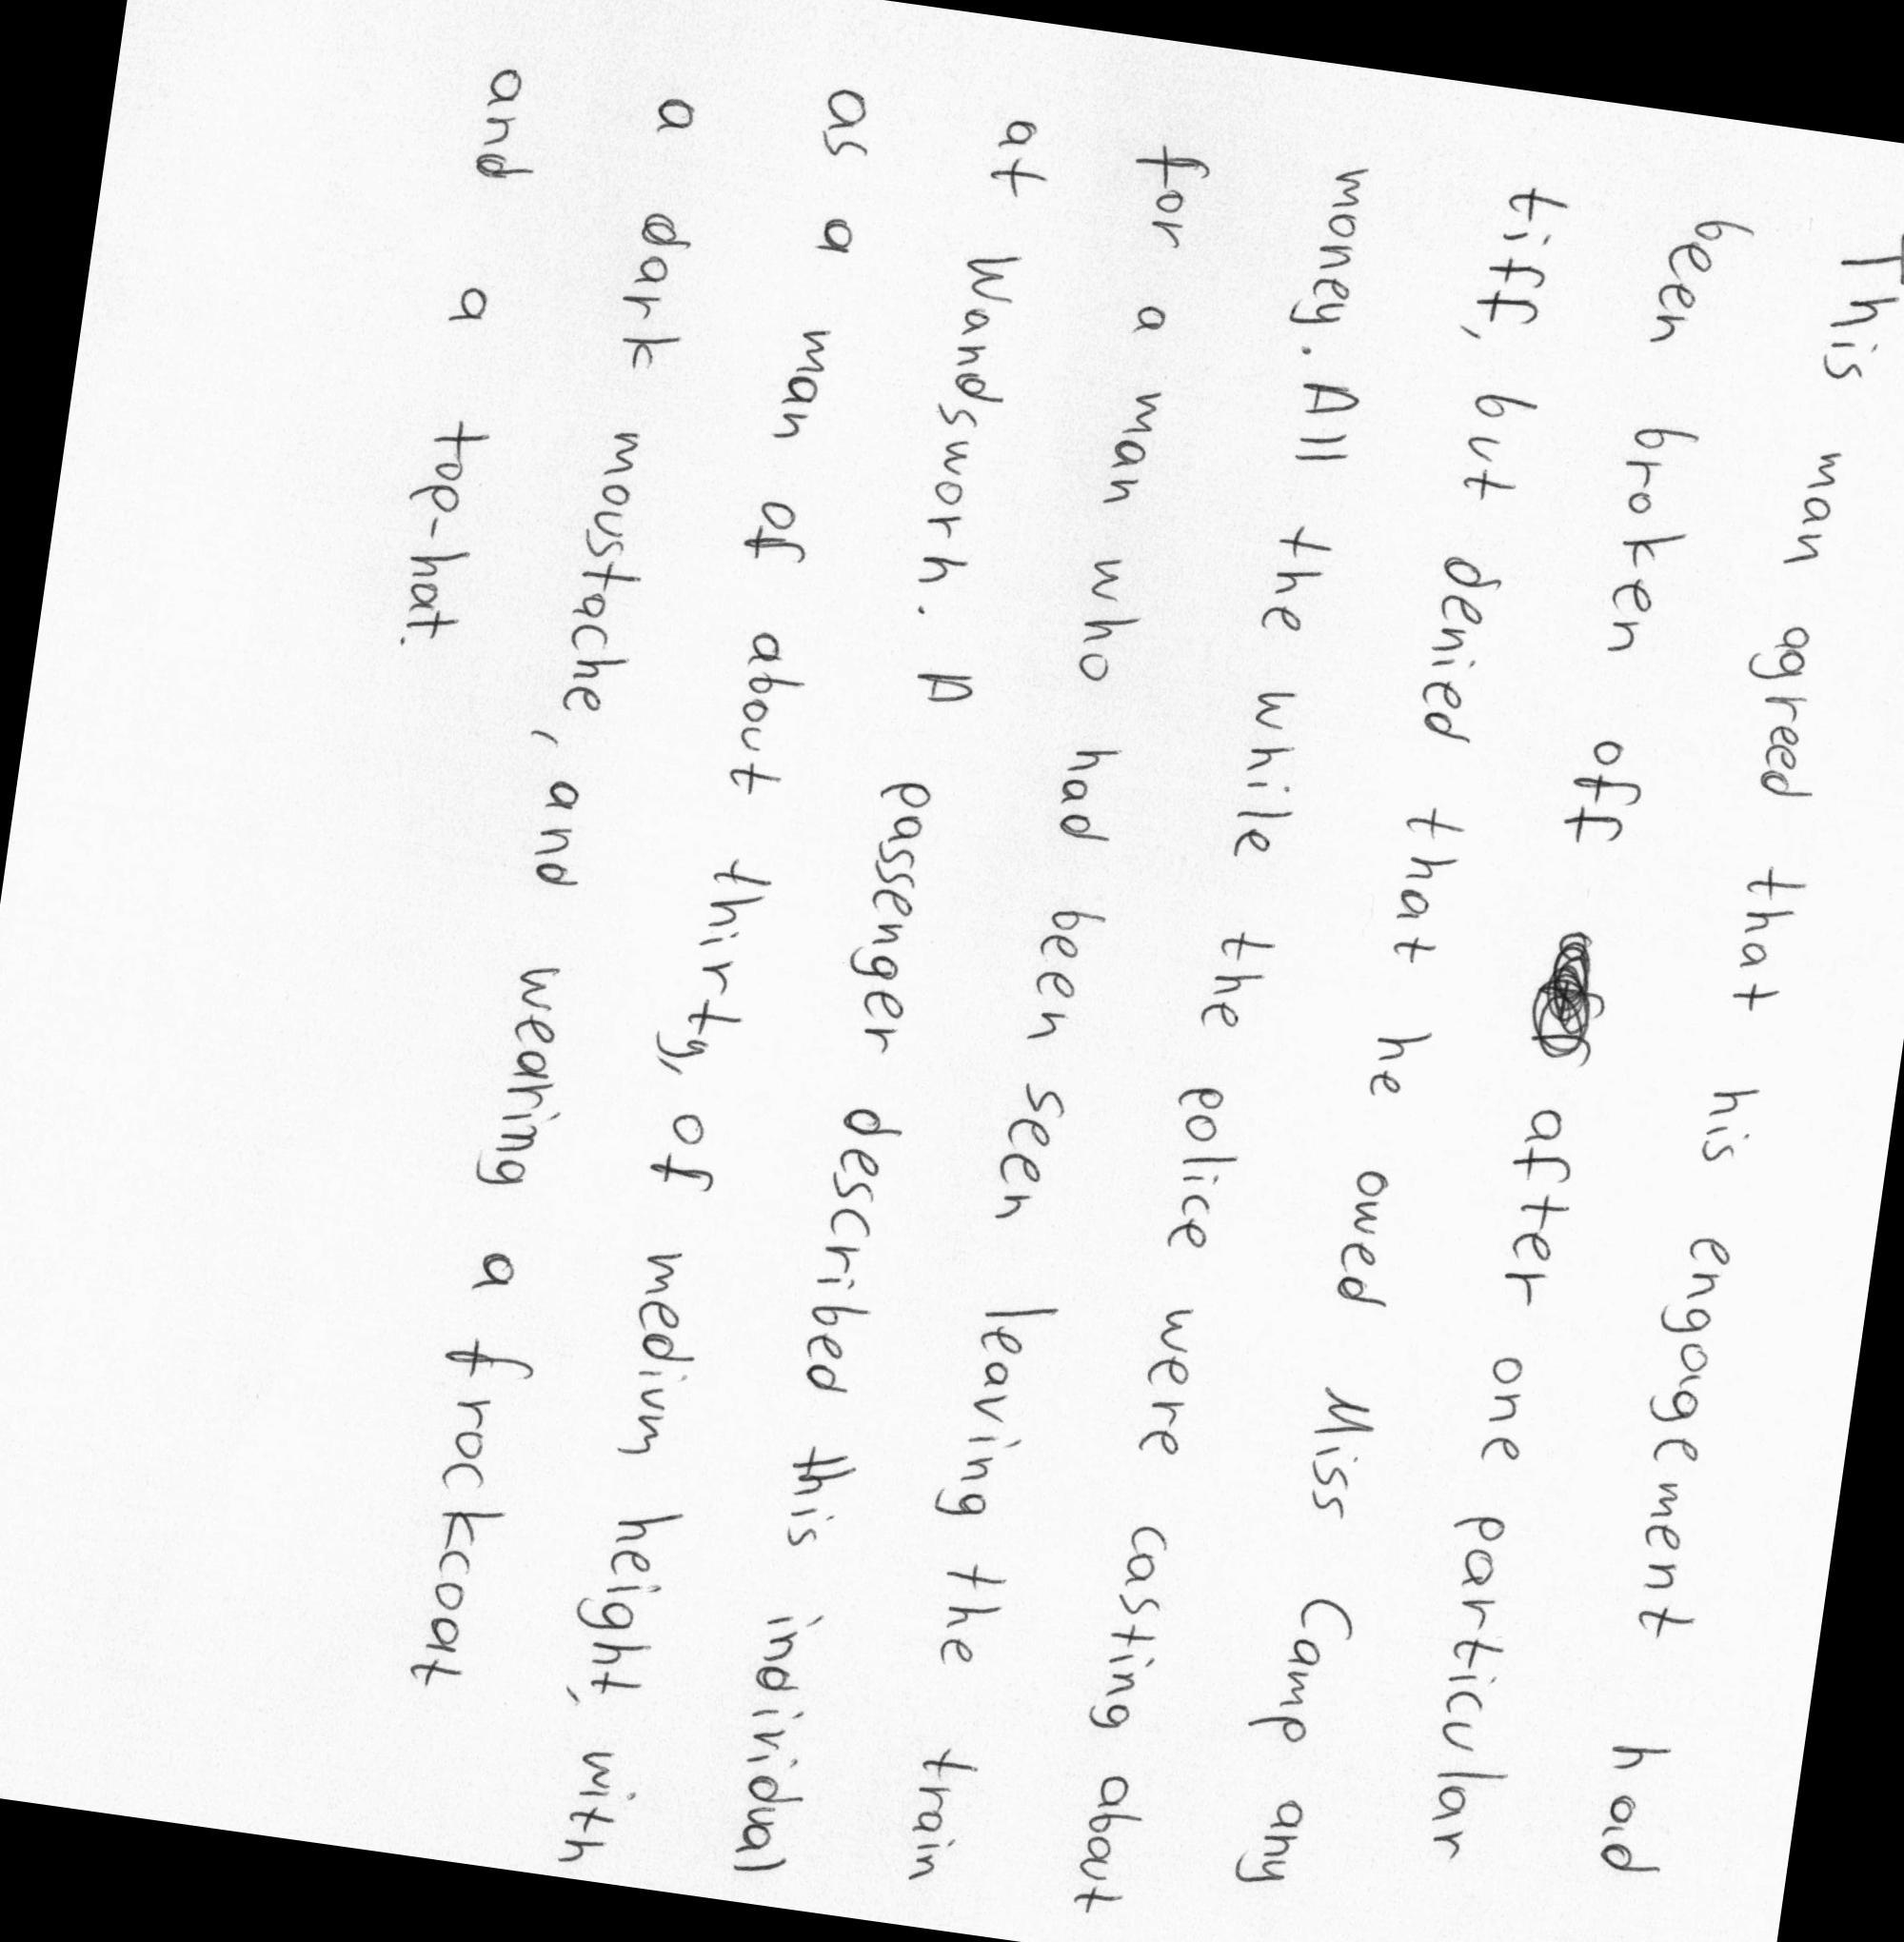 This man agreed that his engagement had
been broken off after one particular
tiff, but denied that he owed Miss Camp any
money. All the while the police were casting about
for a man who had been seen leaving the train
at Wandsworh. A passenger described this individual
as a man of about thirty, of medium height, with
a dark moustache, and wearing a frockcoat
and a top-hat.